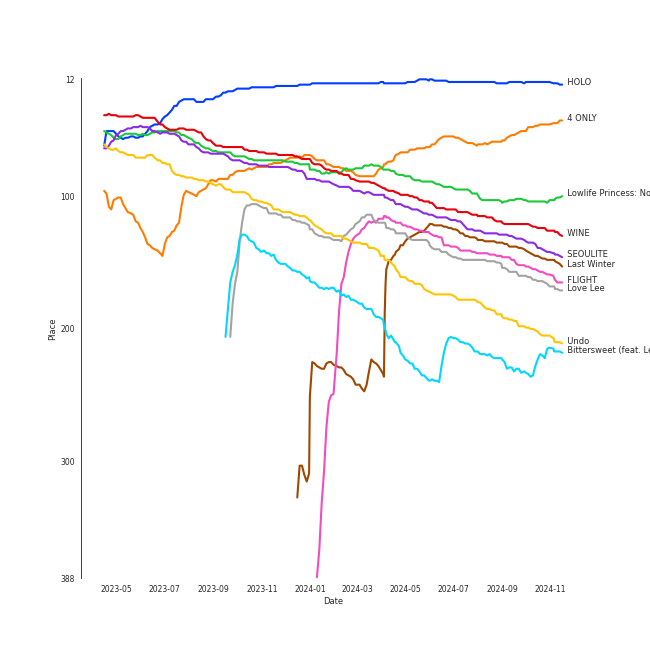 12
100
200
300
388
Place
2023-05
2023-07
2023-09
2023-11
2024-01
2024-03
2024-05
2024-07
2024-09
2024-11
Date
HOLO
4 ONLY
Lowlife Princess: No
WINE
SEOULITE
Last Winter
FLIGHT
Love Lee
Undo
Bittersweet (feat. Le